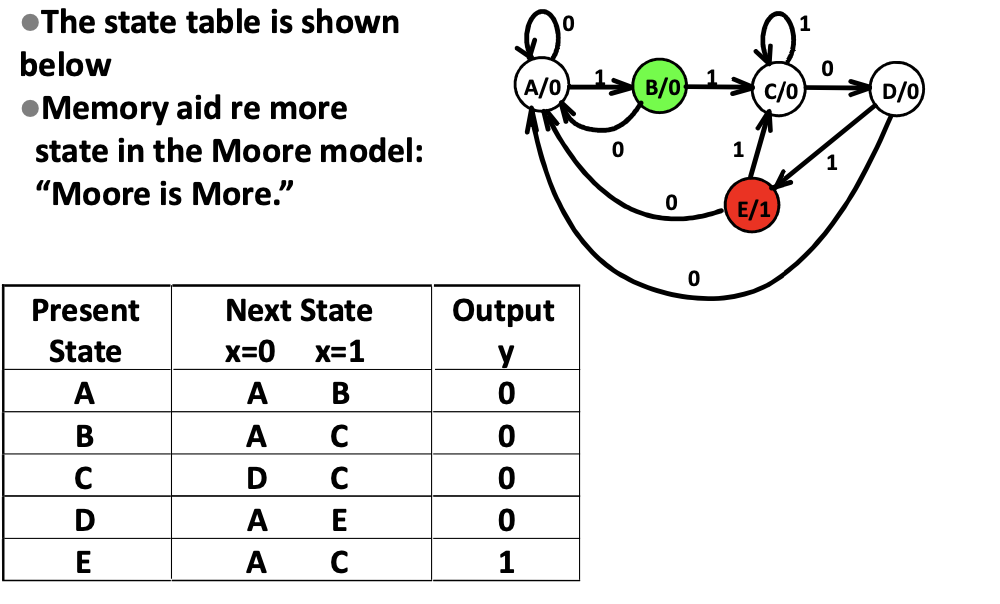 ●The state table is shown
below
●Memory aid re more
state in the Moore model:
“Moore is More.”
0
1
A/0
1
B/0
1
C/0
0
D/0
0
1
1
0
E/1
0
Present Next State Output
State x=0 x=1 y
A A B 0
B A C 0
C D C 0
D A E 0
E A C 1